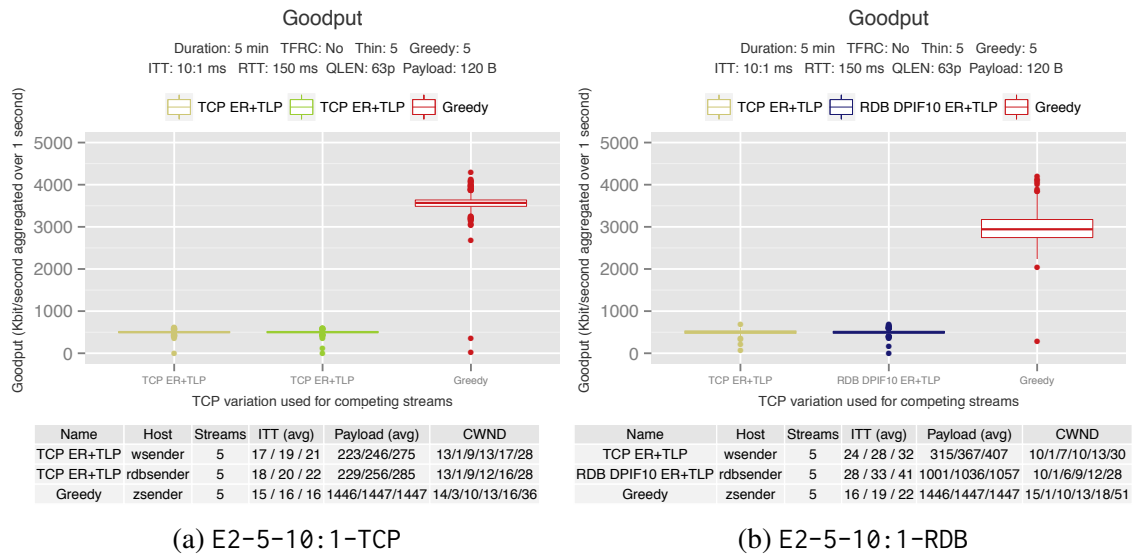 Goodput
Duration: 5 min TFRC: No Thin: 5 Greedy: 5
ITT: 10:1 ms RTT: 150 ms QLEN: 63p Payload: 120 B
TCP ER+TLP TCP ER+TLP Greedy
Goodput (Kbit/second aggregated over 1 second)
5000
4000
3000
2000
1000
0
TCP ER+TLP TCP ER+TLP Greedy
TCP variation used for competing streams
Name Host Streams ITT (avg) Payload (avg) CWND
TCP ER+TLP wsender 5 17 / 19 / 21 223/246/275 13/1/9/13/17/28
TCP ER+TLP rdbsender 5 18 / 20 / 22 229/256/285 13/1/9/12/16/28
Greedy zsender 5 15 / 16 / 16 1446/1447/1447 14/3/10/13/16/36
(a) E2-5-10:1-TCP
Goodput
Duration: 5 min TFRC: No Thin: 5 Greedy: 5
ITT: 10:1 ms RTT: 150 ms QLEN: 63p Payload: 120 B
TCP ER+TLP RDB DPIF10 ER+TLP Greedy
Goodput (Kbit/second aggregated over 1 second)
5000
4000
3000
2000
1000
0
TCP ER+TLP RDB DPIF10 ER+TLP Greedy
TCP variation used for competing streams
Name Host Streams ITT (avg) Payload (avg) CWND
TCP ER+TLP wsender 5 24 / 28 / 32 315/367/407 10/1/7/10/13/30
RDB DPIF10 ER+TLP rdbsender 5 28 / 33 / 41 1001/1036/1057 10/1/6/9/12/28
Greedy zsender 5 16 / 19 / 22 1446/1447/1447 15/1/10/13/18/51
(b) E2-5-10:1-RDB